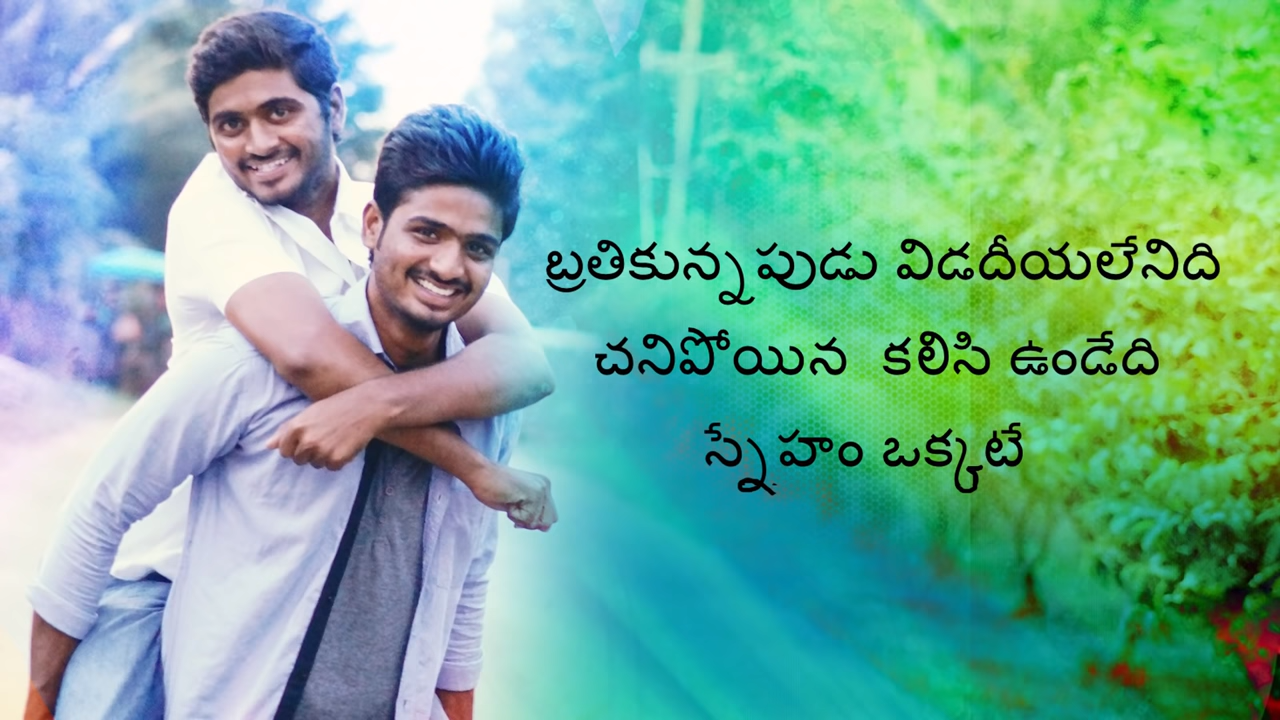 బ్రతికున్నపుడు విడదీయలేనిది
చనిపోయిన కలిసి ఉండేది
స్నేహం ఒక్కటే